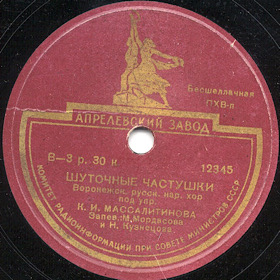 Бесшеллачная
ПХВ-л
АПРЕЛЕВСКИЙ ЗАВОД
В—3 р. 30 к
12345
ШУТОЧНЫЕ ЧАСТУШКИ
Воронежск. русск. нар. хор
под упр.
К. И. МАССАЛИТИНОВА
Запев. М. Мордасова
и Н. Кузнецова
КОМИТЕТ РАДИОИНФОРМАЦИИ ПРИ СОВЕТЕ МИНИСТРОВ СССР